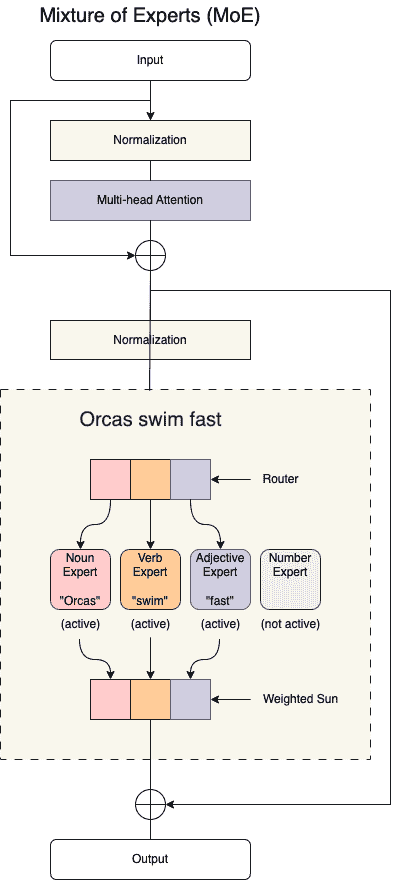 Mixture of Experts (MoE)
Input
Normalization
Multi-head Attention
Normalization
Orcas swim fast
Router
Noun
Expert
"Orcas"
Verb
Expert
"swim"
Adjective
Expert
"fast"
Number
Expert
(active)
(active)
(active)
(not active)
Weighted Sun
Output